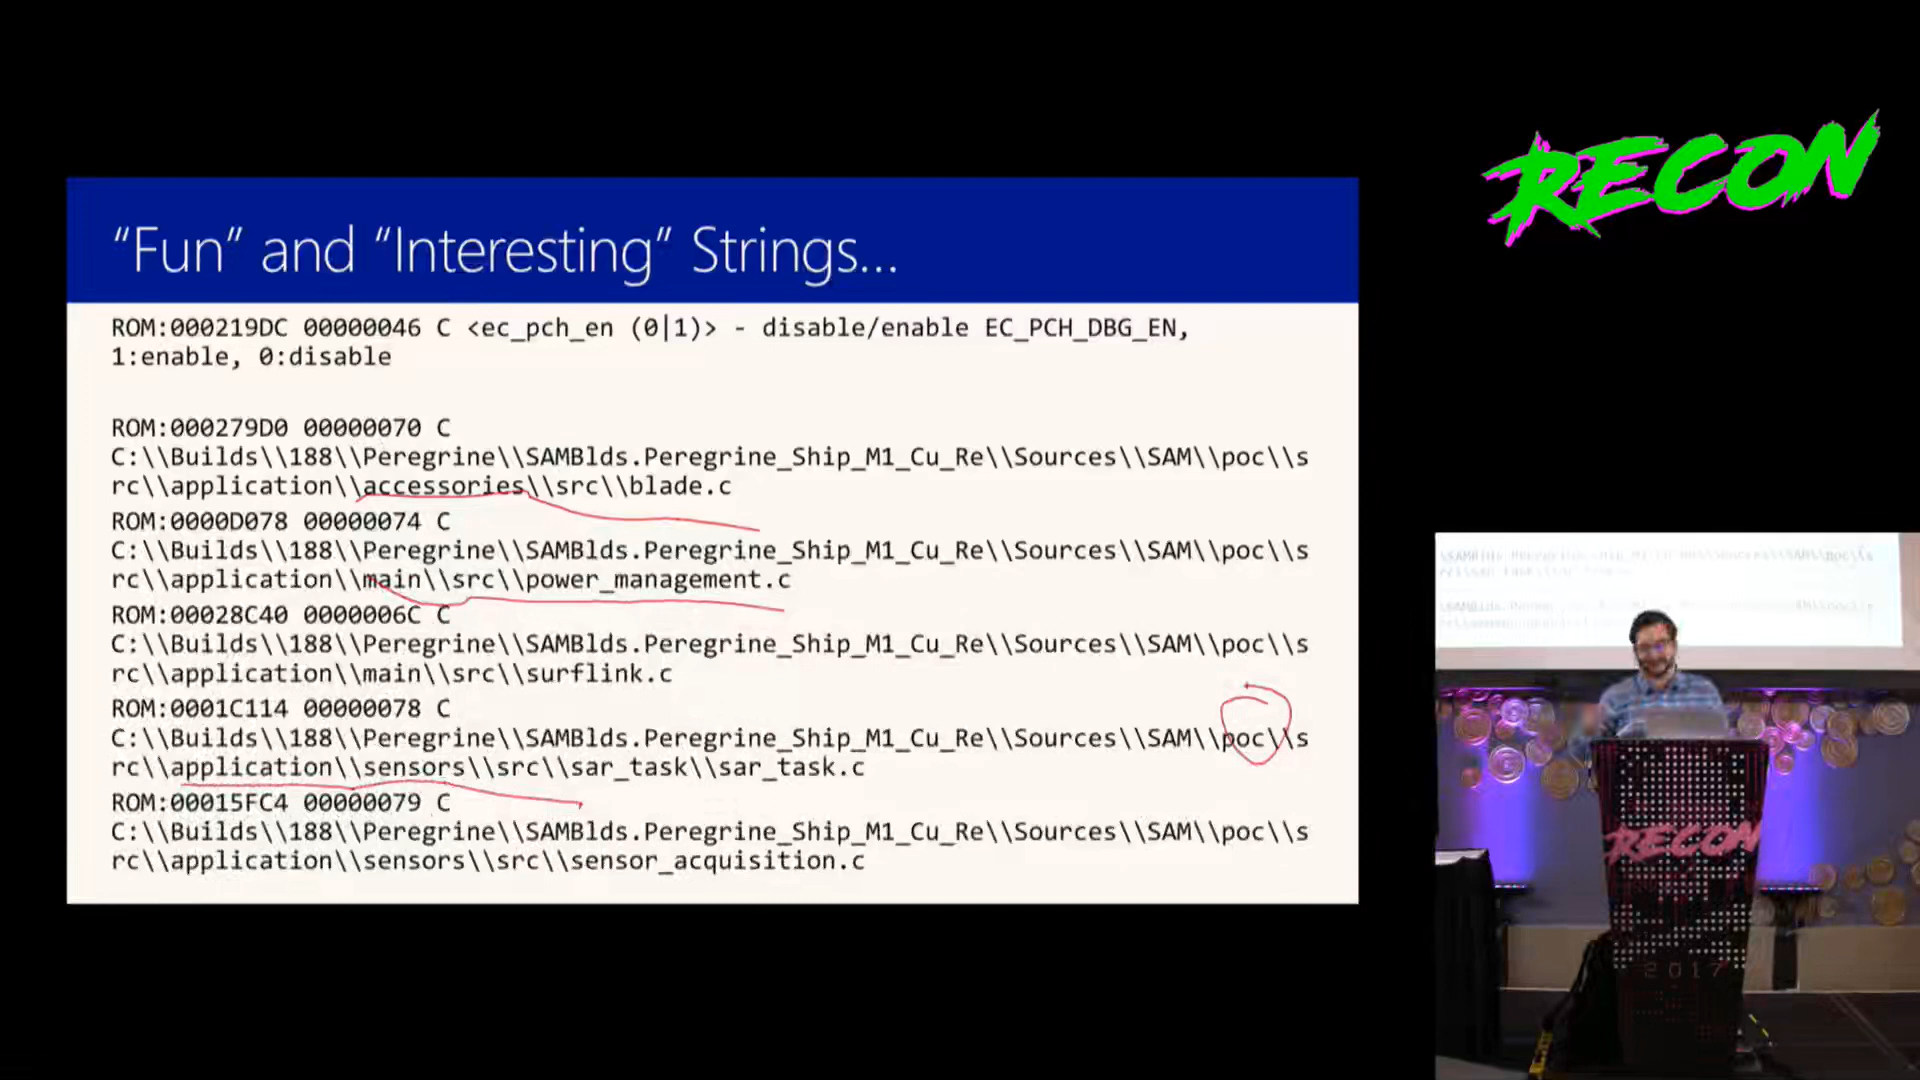 RECON
“Fun” and “Interesting” Strings...
ROM:000219DC 00000046 C <ec_pch_en (0|1)> - disable/enable EC_PCH_DBG_EN,
1:enable, 0:disable
ROM:000279D0 00000070 C
C:\\Builds\\188\\Peregrine\\SAMBlds.Peregrine_Ship_M1_Cu_Re\\Sources\\SAM\\poc\\s
rc\\application\\accessories\\src\\blade.c
ROM:0000D078 00000074 C
C:\\Builds\\188\\Peregrine\\SAMBlds.Peregrine_Ship_M1_Cu_Re\\Sources\\SAM\\poc\\s
rc\\application\\main\\src\\power_management.c
ROM:00028C40 0000006C C
C:\\Builds\\188\\Peregrine\\SAMBlds.Peregrine_Ship_M1_Cu_Re\\Sources\\SAM\\poc\\s
rc\\application\\main\\src\\surflink.c
ROM:0001C114 00000078 C
C:\\Builds\\188\\Peregrine\\SAMBlds.Peregrine_Ship_M1_Cu_Re\\Sources\\SAM\\poc\\s
rc\\application\\sensors\\src\\sar_task\\sar_task.c
ROM:00015FC4 00000079 C
C:\\Builds\\188\\Peregrine\\SAMBlds.Peregrine_Ship_M1_Cu_Re\\Sources\\SAM\\poc\\s
rc\\application\\sensors\\src\\sensor_acquisition.c
RECON
2017